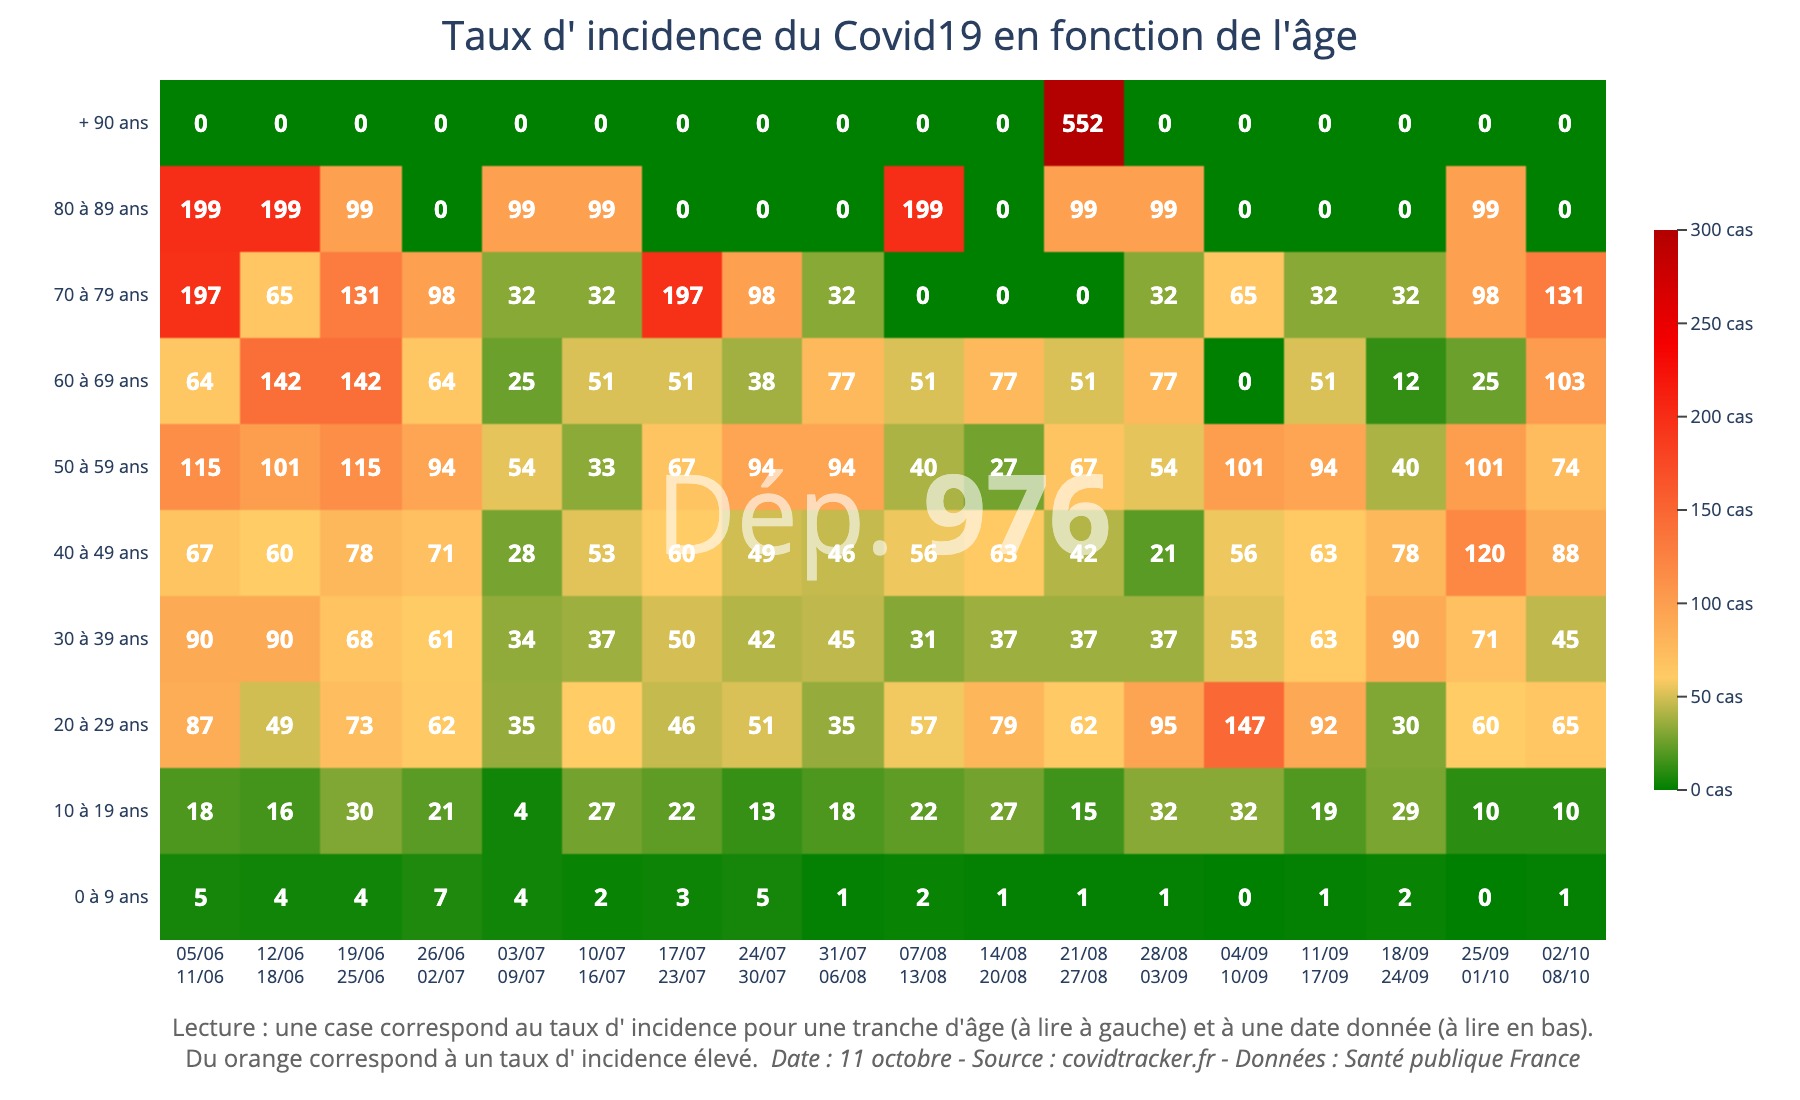 Taux d' incidence du Covid19 en fonction de l'âge
+ 90 ans 0 0 0 0 0 0 0 0 0 0 0 552 0 0 0 0 0 0
80 à 89 ans 199 199 99 0 99 99 0 0 0 199 0 99 99 0 0 0 99 0
70 à 79 ans 197 65 131 98 32 32 197 98 32 0 0 0 32 65 32 32 98 131
60 à 69 ans 64 142 142 64 25 51 51 38 77 51 77 51 77 0 51 12 25 103
50 à 59 ans 115 101 115 94 54 33 67 94 94 40 27 67 54 101 94 40 101 74
Dép. 976
40 à 49 ans 67 60 78 71 28 53 60 49 46 56 63 42 21 56 63 78 120 88
30 à 39 ans 90 90 68 61 34 37 50 42 45 31 37 37 37 53 63 90 71 45
20 à 29 ans 87 49 73 62 35 60 46 51 35 57 79 62 95 147 92 30 60 65
10 à 19 ans 18 16 30 21 4 27 22 13 18 22 27 15 32 32 19 29 10 10
0 à 9 ans 5 4 4 7 4 2 3 5 1 2 1 1 1 0 1 2 0 1
05/06 12/06 19/06 26/06 03/07 10/07 17/07 24/07 31/07 07/08 14/08 21/08 28/08 04/09 11/09 18/09 25/09 02/10
11/06 18/06 25/06 02/07 09/07 16/07 23/07 30/07 06/08 13/08 20/08 27/08 03/09 10/09 17/09 24/09 01/10 08/10
300 cas
250 cas
200 cas
150 cas
100 cas
50 cas
0 cas
Lecture : une case correspond au taux d' incidence pour une tranche d'âge (à lire à gauche) et à une date donnée (à lire en bas).
Du orange correspond à un taux d' incidence élevé. Date : 11 octobre - Source : covidtracker.fr - Données : Santé publique France